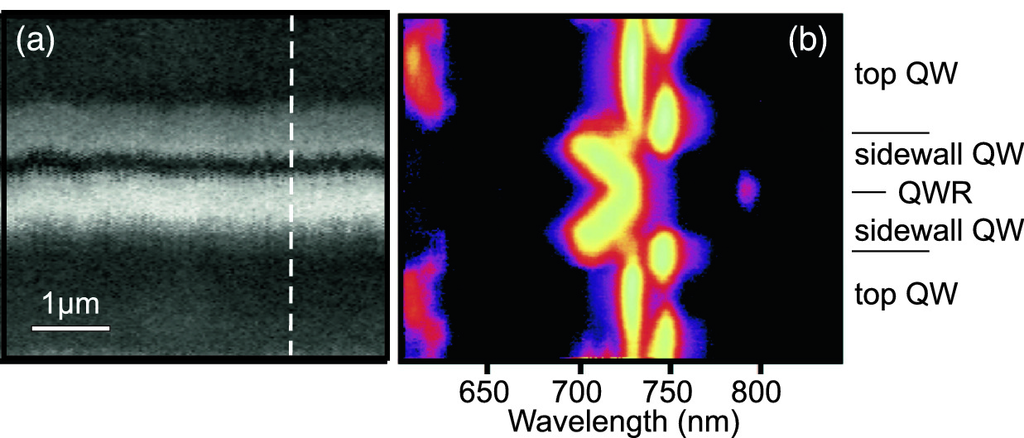 (a)
1µm
(b)
top QW
sidewall QW
QWR
sidewall QW
top QW
650 700 750 800
Wavelength (nm)